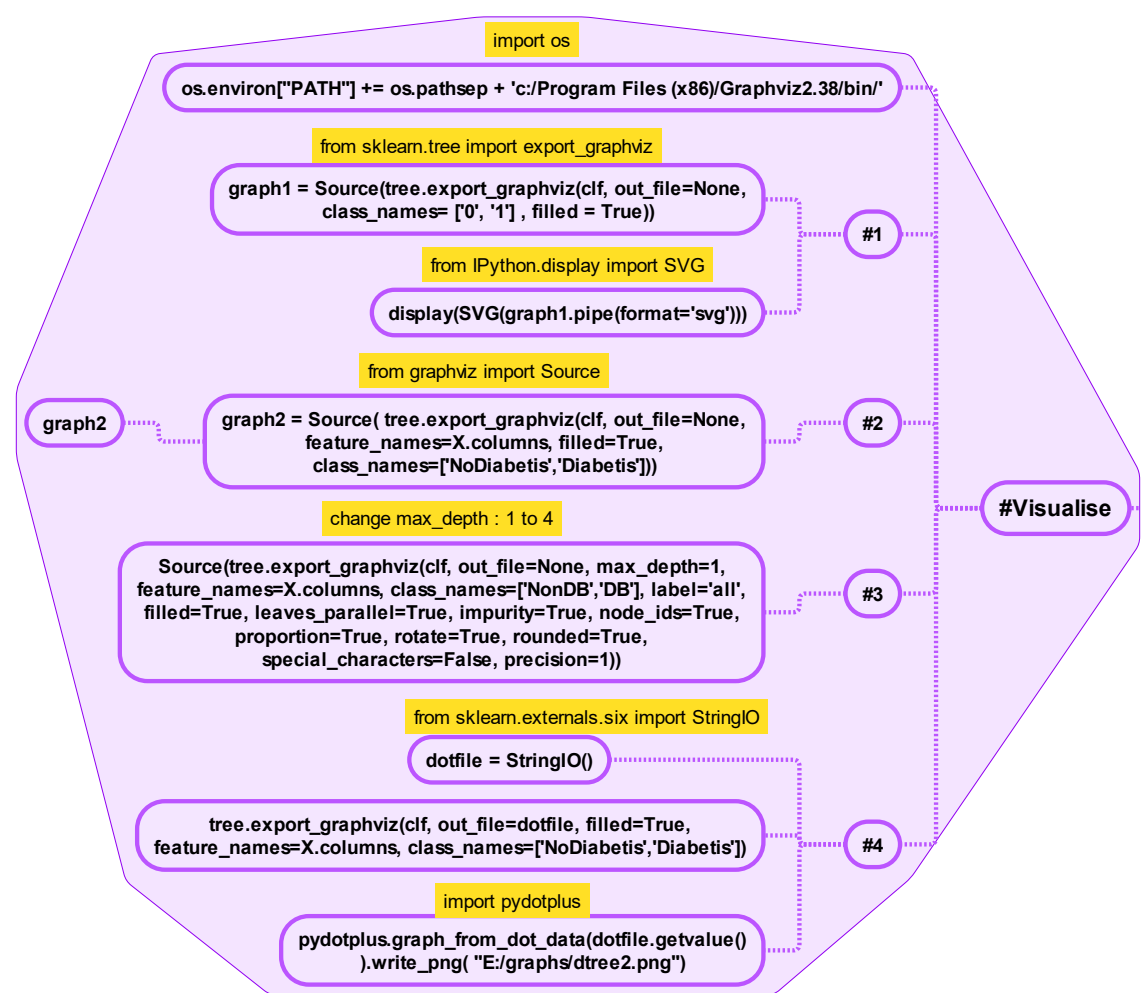 import os
os.environ["PATH"] += os.pathsep + 'c:/Program Files (x86)/Graphviz2.38/bin/'
from sklearn.tree import export_graphviz
graph1 = Source(tree.export_graphviz(clf, out_file=None,
class_names= ['0', '1'] , filled = True))
#1
from IPython.display import SVG
display(SVG(graph1.pipe(format='svg')))
from graphviz import Source
graph2
graph2 = Source( tree.export_graphviz(clf, out_file=None,
feature_names=X.columns, filled=True,
class_names=['NoDiabetis','Diabetis']))
#2
#Visualise
change max_depth : 1 to 4
Source(tree.export_graphviz(clf, out_file=None, max_depth=1,
feature_names=X.columns, class_names=['NonDB','DB'], label='all',
filled=True, leaves_parallel=True, impurity=True, node_ids=True,
proportion=True, rotate=True, rounded=True,
special_characters=False, precision=1))
#3
from sklearn.externals.six import StringIO
dotfile = StringIO()
tree.export_graphviz(clf, out_file=dotfile, filled=True,
feature_names=X.columns, class_names=['NoDiabetis','Diabetis'])
#4
import pydotplus
pydotplus.graph_from_dot_data(dotfile.getvalue()
).write_png( "E:/graphs/dtree2.png")